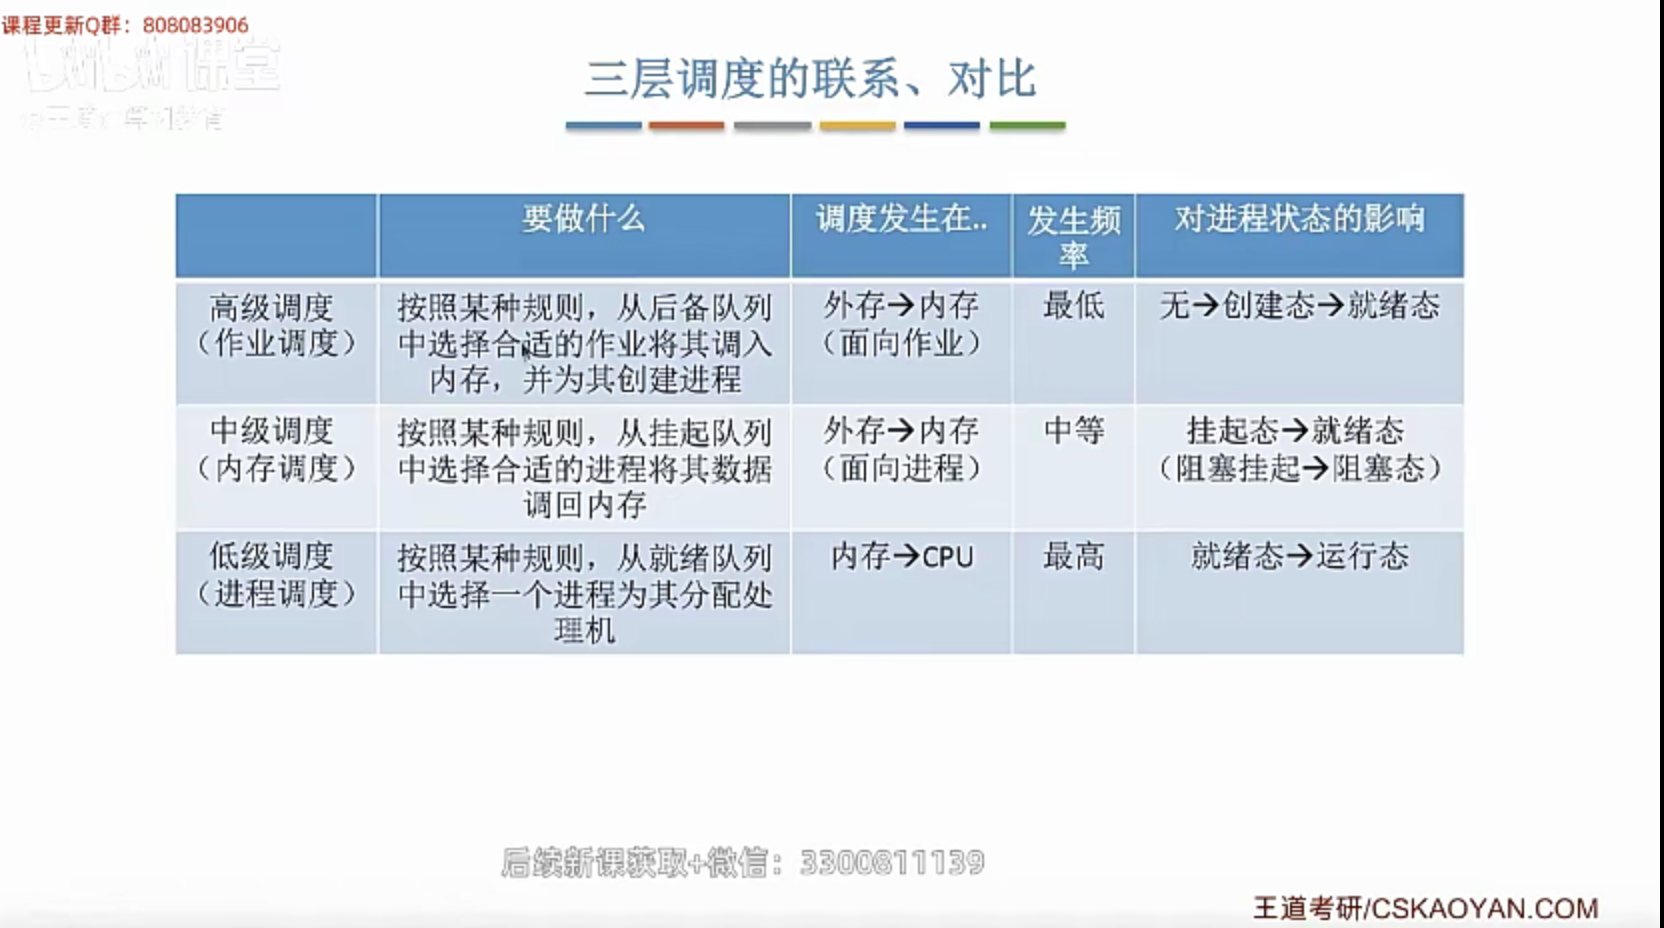 课程更新Q群：808083906
课堂
三层调度的联系、对比
要做什么
调度发生在..
发生频
率
对进程状态的影响
高级调度
（作业调度）
按照某种规则，从后备队列
中选择合适的作业将其调入
内存，并为其创建进程
外存→内存
（面向作业）
最低
无→创建态→就绪态
中级调度
（内存调度）
按照某种规则，从挂起队列
中选择合适的进程将其数据
调回内存
外存→内存
（面向进程）
中等
挂起态→就绪态
（阻塞挂起→阻塞态）
低级调度
（进程调度）
按照某种规则，从就绪队列
中选择一个进程为其分配处
理机
内存→CPU
最高
就绪态→运行态
后续新课获取+微信：3300811139
王道考研/CSKAOYAN.COM